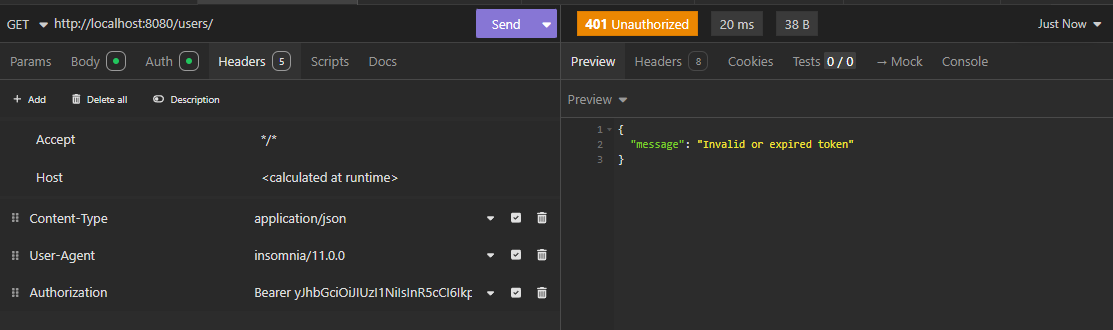 GET http://localhost:8080/users/ Send
Params Body Auth Headers 5 Scripts Docs
+ Add Delete all Description
Accept */*
Host <calculated at runtime>
Content-Type application/json
User-Agent insomnia/11.0.0
Authorization Bearer yJhbGciOiJIUzI1NiIsInR5cCI6Ikp
401 Unauthorized 20 ms 38 B Just Now
Preview Headers 8 Cookies Tests 0 / 0 → Mock Console
Preview
1 {
2 "message": "Invalid or expired token"
3 }